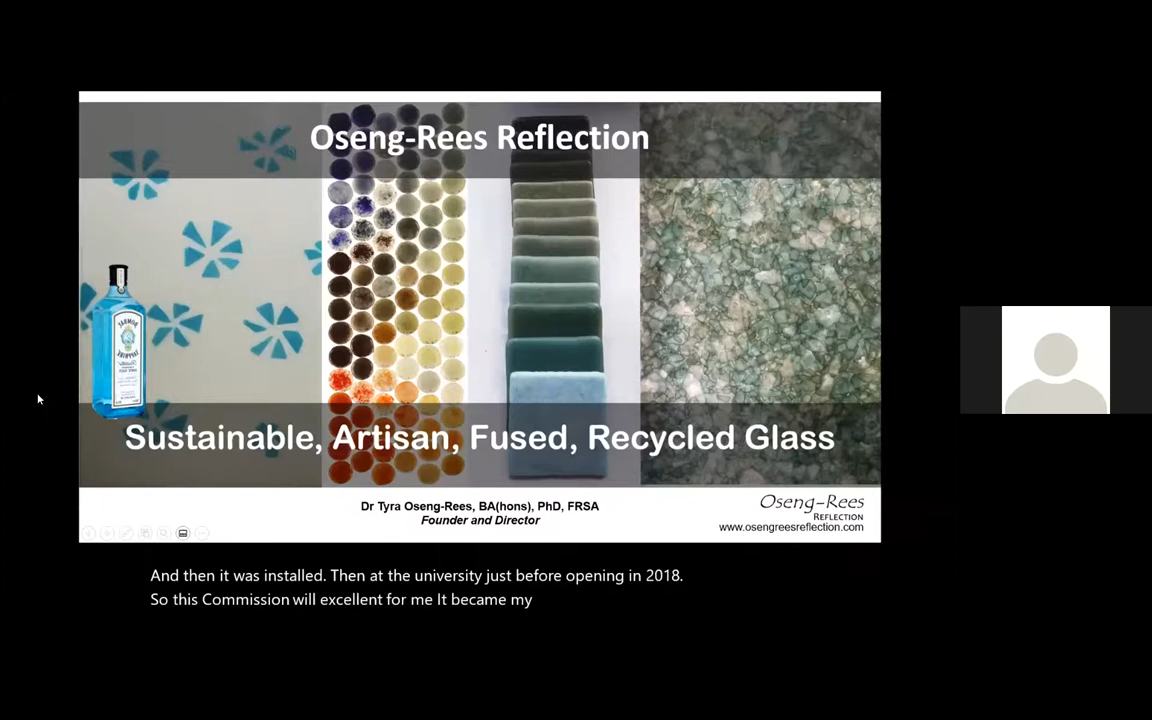 Oseng-Rees Reflection
Sustainable, Artisan, Fused, Recycled Glass
Dr Tyra Oseng-Rees, BA(hons), PhD, FRSA
Founder and Director
Oseng-Rees
REFLECTION
www.osengreesreflection.com
And then it was installed. Then at the university just before opening in 2018.
So this Commission will excellent for me It became my